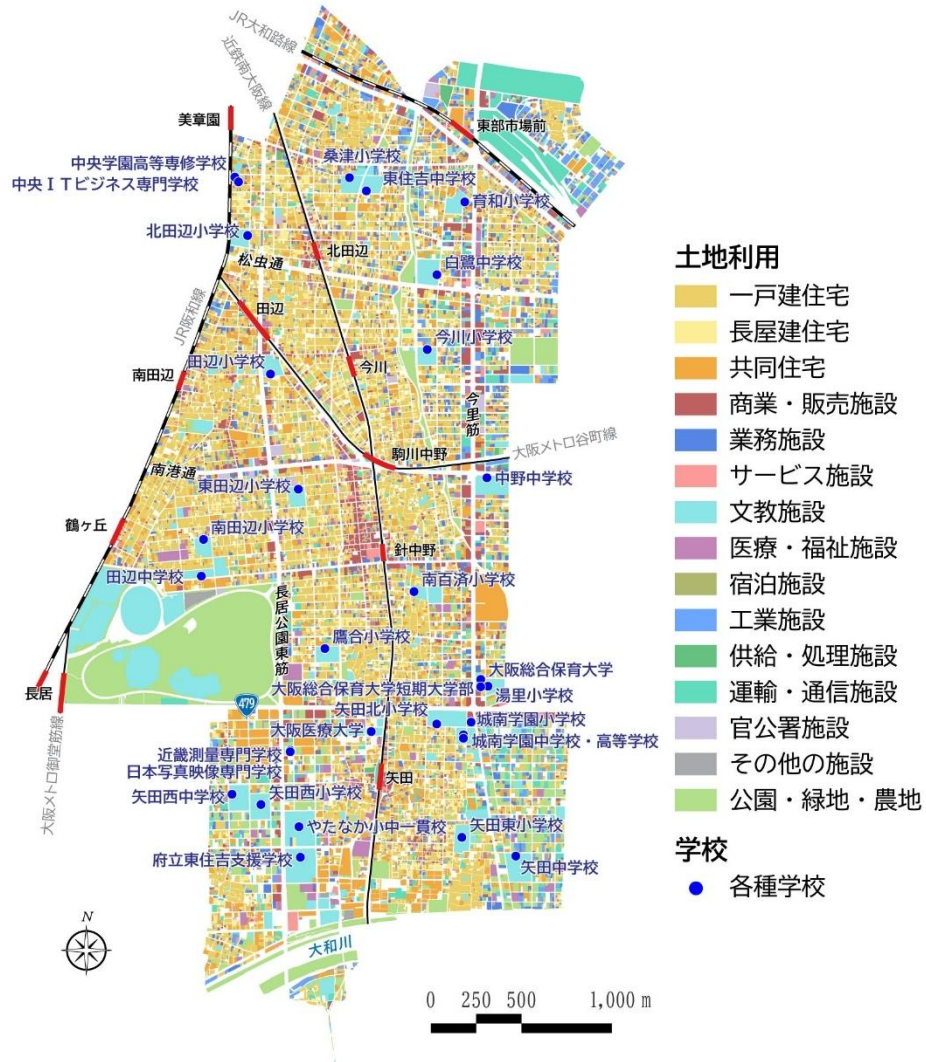 JR大和路線
近鉄南大阪線
美章園
東部市場前
中央学園高等専修学校
中央ITビジネス専門学校
桑津小学校
東住吉中学校
育和小学校
北田辺小学校
北田辺
松虫通
白鷺中学校
JR阪和線
田辺
今川小学校
田辺小学校
今川
南田辺
今里筋
大阪メトロ谷町線
駒川中野
南港通
中野中学校
東田辺小学校
鶴ヶ丘
南田辺小学校
針中野
田辺中学校
南百済小学校
長居公園東筋
鷹合小学校
大阪総合保育大学
大阪総合保育大学短期大学部
湯里小学校
長居
479
矢田北小学校
城南学園小学校
大阪医療大学
城南学園中学校・高等学校
近畿測量専門学校
日本写真映像専門学校
矢田
大阪メトロ御堂筋線
矢田西中学校
矢田西小学校
やたなか小中一貫校
矢田東小学校
府立東住吉支援学校
矢田中学校
大和川
N
0 250 500 1,000 m
土地利用
一戸建住宅
長屋建住宅
共同住宅
商業・販売施設
業務施設
サービス施設
文教施設
医療・福祉施設
宿泊施設
工業施設
供給・処理施設
運輸・通信施設
官公署施設
その他の施設
公園・緑地・農地
学校
各種学校